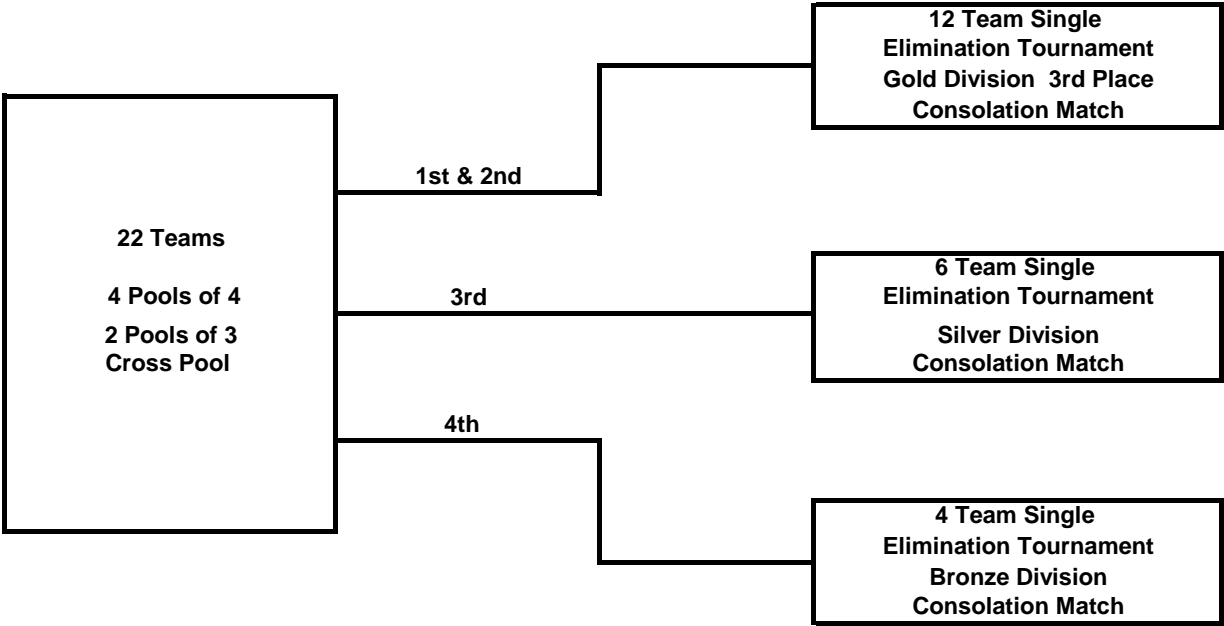 22 Teams
4 Pools of 4
2 Pools of 3
Cross Pool
1st & 2nd
3rd
4th
12 Team Single
Elimination Tournament
Gold Division 3rd Place
Consolation Match
6 Team Single
Elimination Tournament
Silver Division
Consolation Match
4 Team Single
Elimination Tournament
Bronze Division
Consolation Match